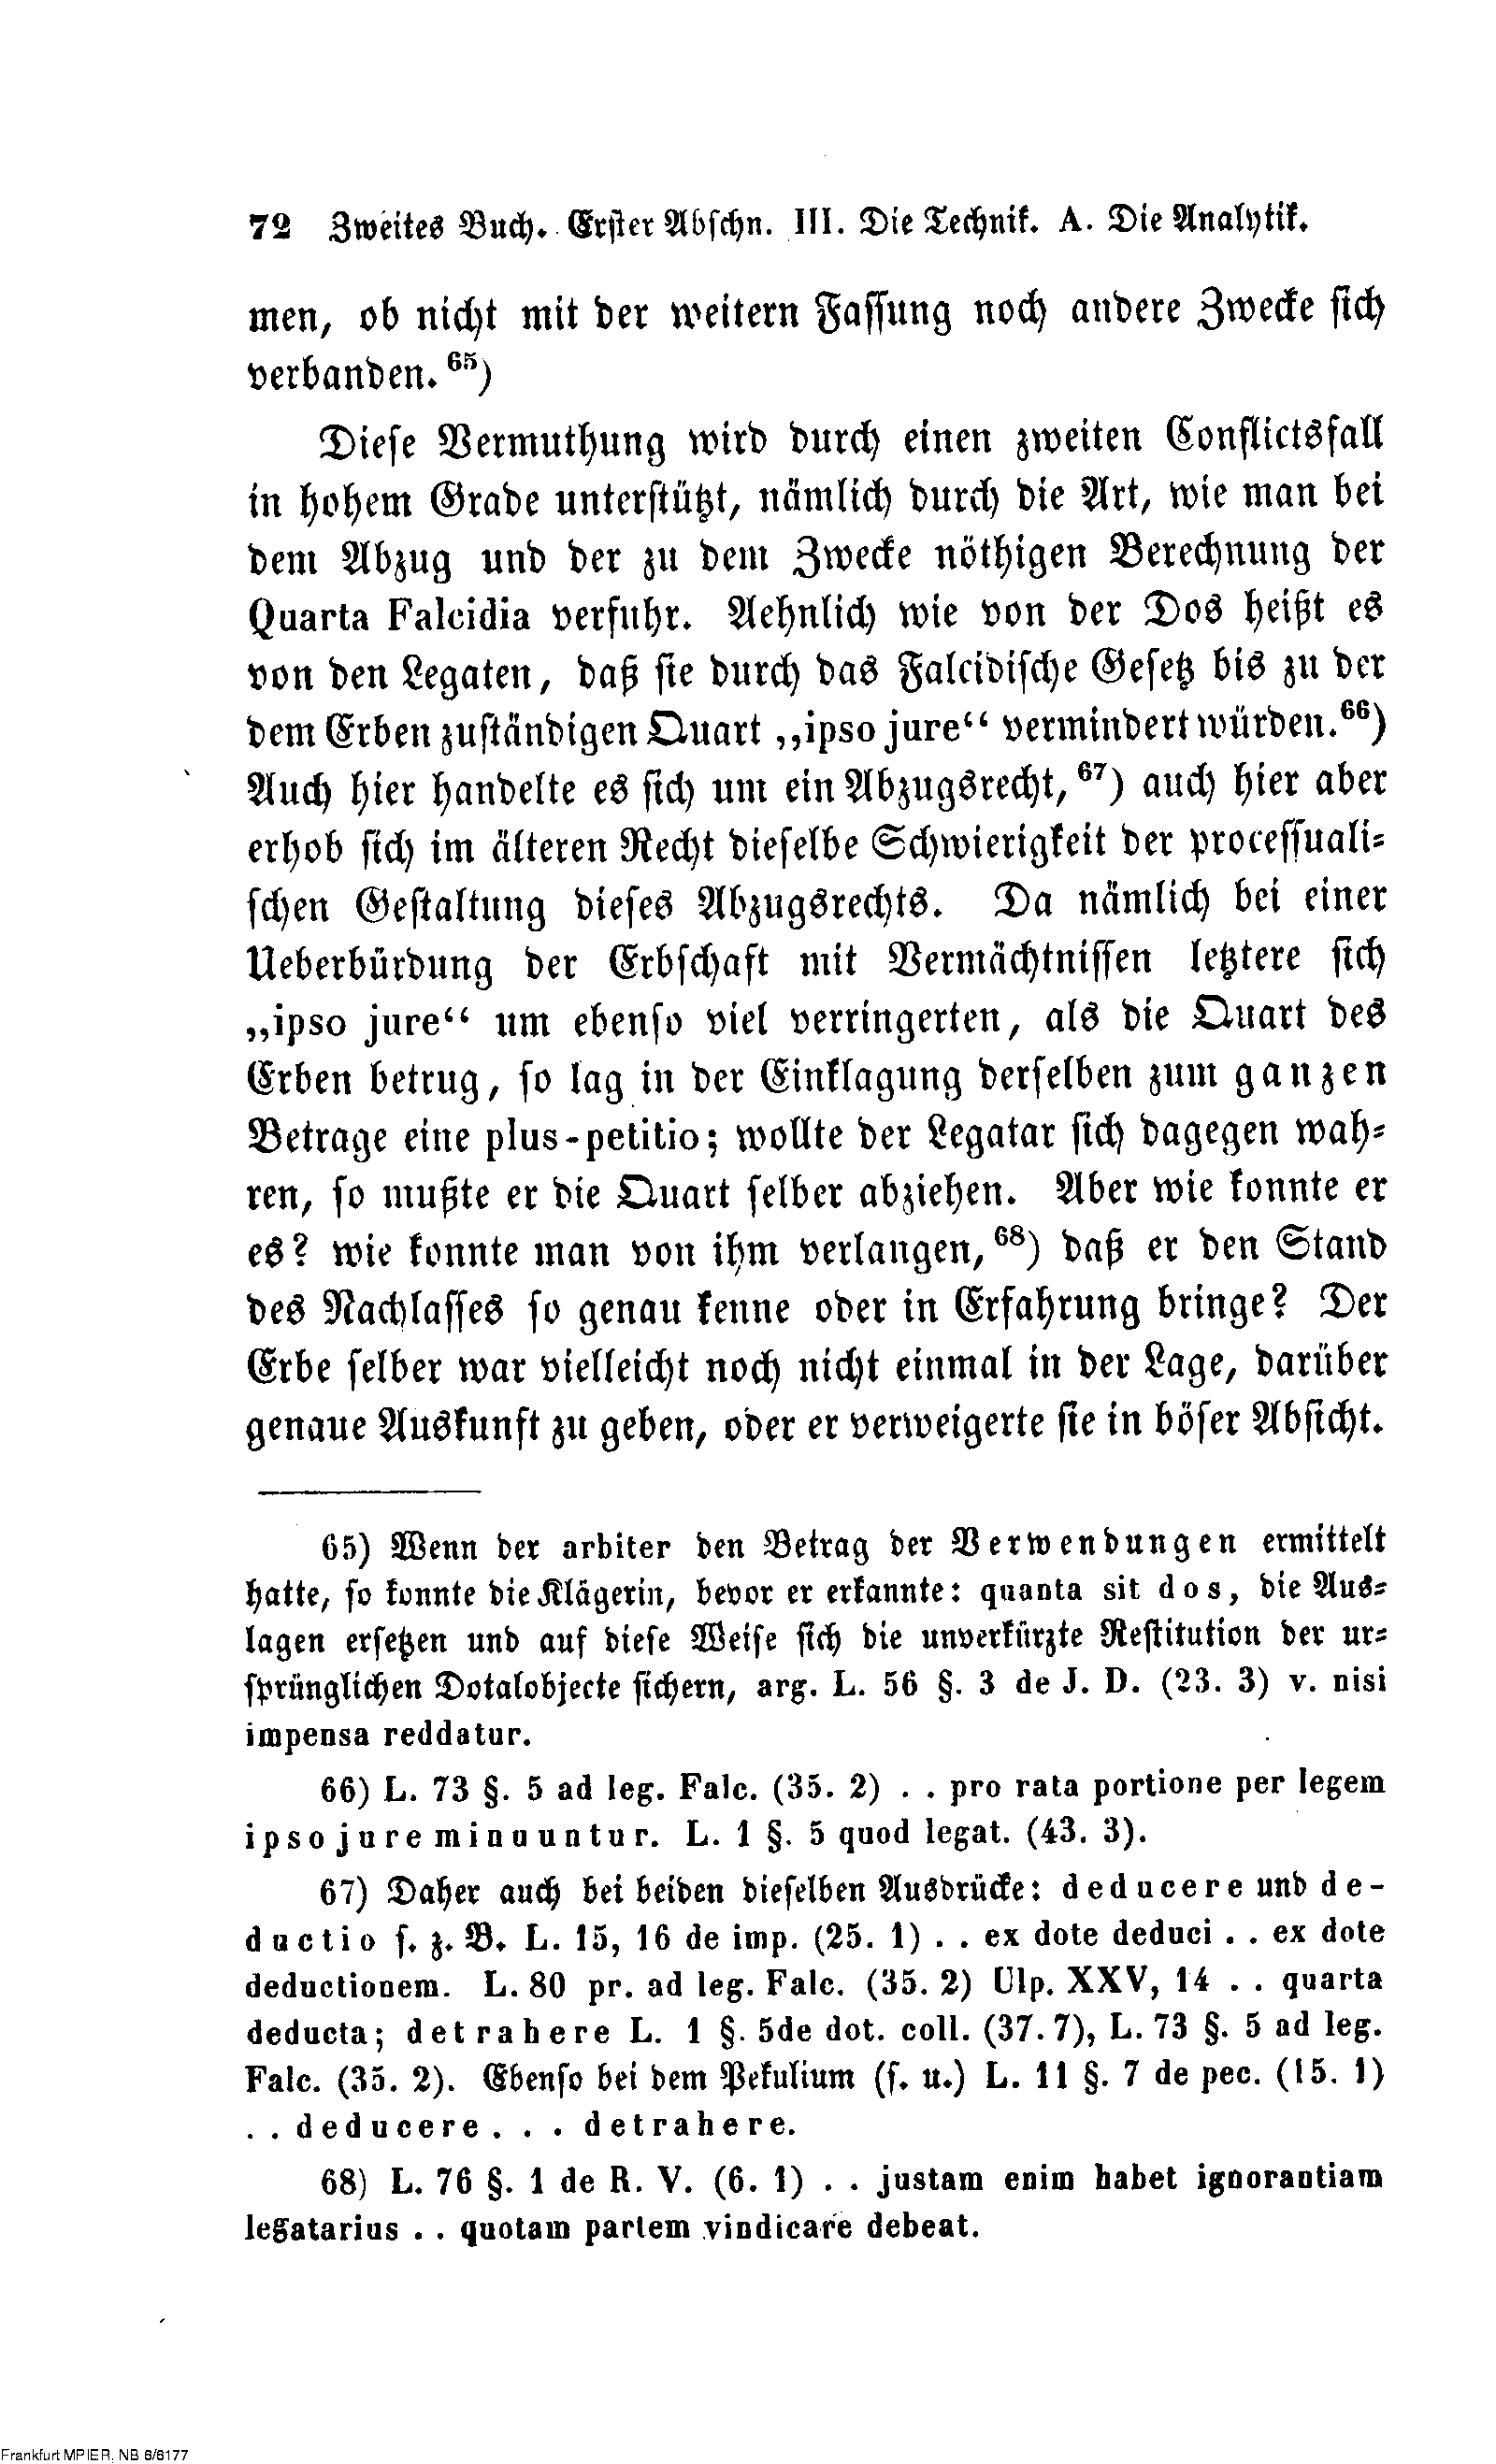 72 Zweites Buch. Erster Abschn. III. Die Technik. A. Die Analytik.
men, ob nicht mit der weitern Fassung noch andere Zwecke sich
verbanden. 65)
Diese Vermuthung wird durch einen zweiten Conflictsfall
in hohem Grade unterstützt, nämlich durch die Art, wie man bei
dem Abzug und der zu dem Zwecke nöthigen Berechnung der
Quarta Falcidia verfuhr. Aehnlich wie von der Dos heißt es
von den Legaten, daß sie durch das Falcidische Gesetz bis zu der
dem Erben zuständigen Quart „ipso jure“ vermindert würden. 66)
Auch hier handelte es sich um ein Abzugsrecht, 67) auch hier aber
erhob sich im älteren Recht dieselbe Schwierigkeit der processuali-
schen Gestaltung dieses Abzugsrechts. Da nämlich bei einer
Ueberbürdung der Erbschaft mit Vermächtnissen letztere sich
„ipso jure“ um ebenso viel verringerten, als die Quart des
Erben betrug, so lag in der Einklagung derselben zum ganzen
Betrage eine plus-petitio; wollte der Legatar sich dagegen wah-
ren, so mußte er die Quart selber abziehen. Aber wie konnte er
es? wie konnte man von ihm verlangen, 68) daß er den Stand
des Nachlasses so genau kenne oder in Erfahrung bringe? Der
Erbe selber war vielleicht noch nicht einmal in der Lage, darüber
genaue Auskunft zu geben, oder er verweigerte sie in böser Absicht.
65) Wenn der arbiter den Betrag der Verwendungen ermittelt
hatte, so konnte die Klägerin, bevor er erkannte: quanta sit dos, die Aus-
lagen ersetzen und auf diese Weise sich die unverkürzte Restitution der ur-
sprünglichen Dotalobjecte sichern, arg. L. 56 §. 3 de J. D. (23. 3) v. nisi
impensa reddatur.
66) L. 73 §. 5 ad leg. Falc. (35. 2) . . pro rata portione per legem
ipso jure minuuntur. L. 1 §. 5 quod legat. (43. 3).
67) Daher auch bei beiden dieselben Ausdrücke: deducere und de-
ductio s. z. B. L. 15, 16 de imp. (25. 1) . . ex dote deduci . . ex dote
deductionem. L. 80 pr. ad leg. Falc. (35. 2) Ulp. XXV, 14 . . quarta
deducta; detrahere L. 1 §. 5 de dot. coll. (37. 7), L. 73 §. 5 ad leg.
Falc. (35. 2). Ebenso bei dem Pekulium (s. u.) L. 11 §. 7 de pec. (15. 1)
. . deducere . . . detrahere.
68) L. 76 §. 1 de R. V. (6. 1) . . justam enim habet ignorantiam
legatarius . . quotam partem vindicare debeat.
Frankfurt MPIER, NB 6/6177